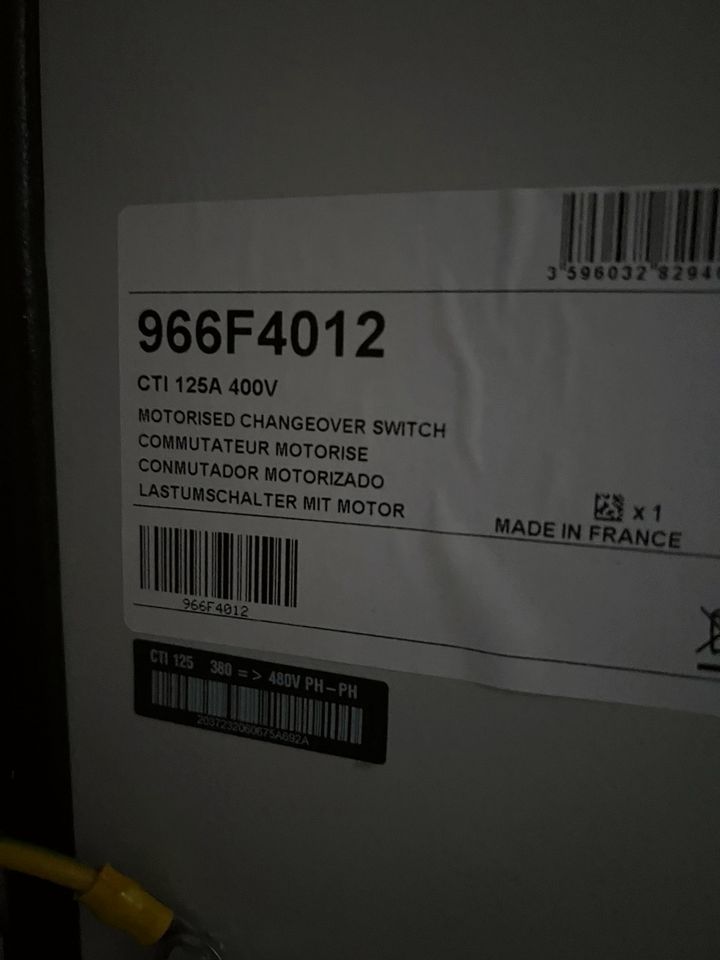 3 596032 8294
966F4012
CTI 125A 400V
MOTORISED CHANGEOVER SWITCH
COMMUTATEUR MOTORISE
CONMUTADOR MOTORIZADO
LASTUMSCHALTER MIT MOTOR
x 1
MADE IN FRANCE
966F4012
CTI 125 380 = > 480V PH-PH
2037232060675A692A